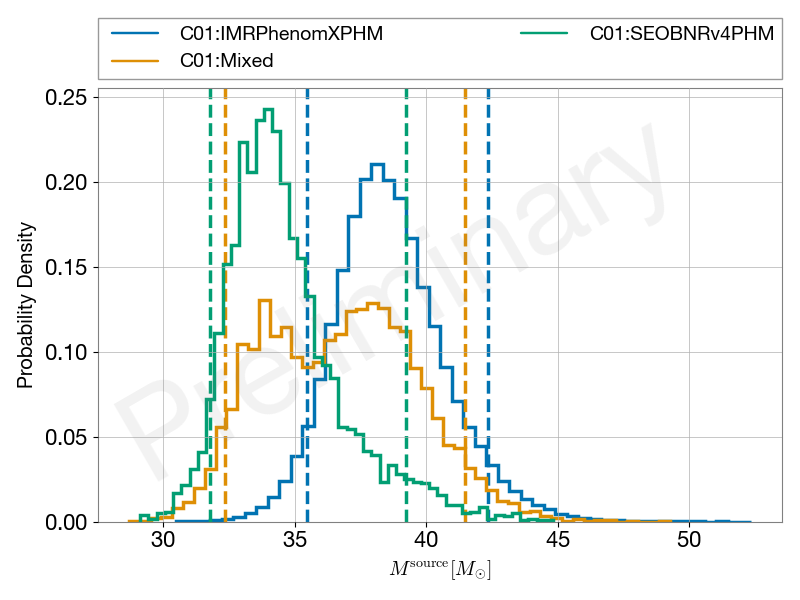 C01:IMRPhenomXPHM
C01:Mixed
C01:SEOBNRv4PHM
0.25
0.20
0.15
0.10
0.05
0.00
Probability Density
Preliminary
30 35 40 45 50
M^source [M_⊙]